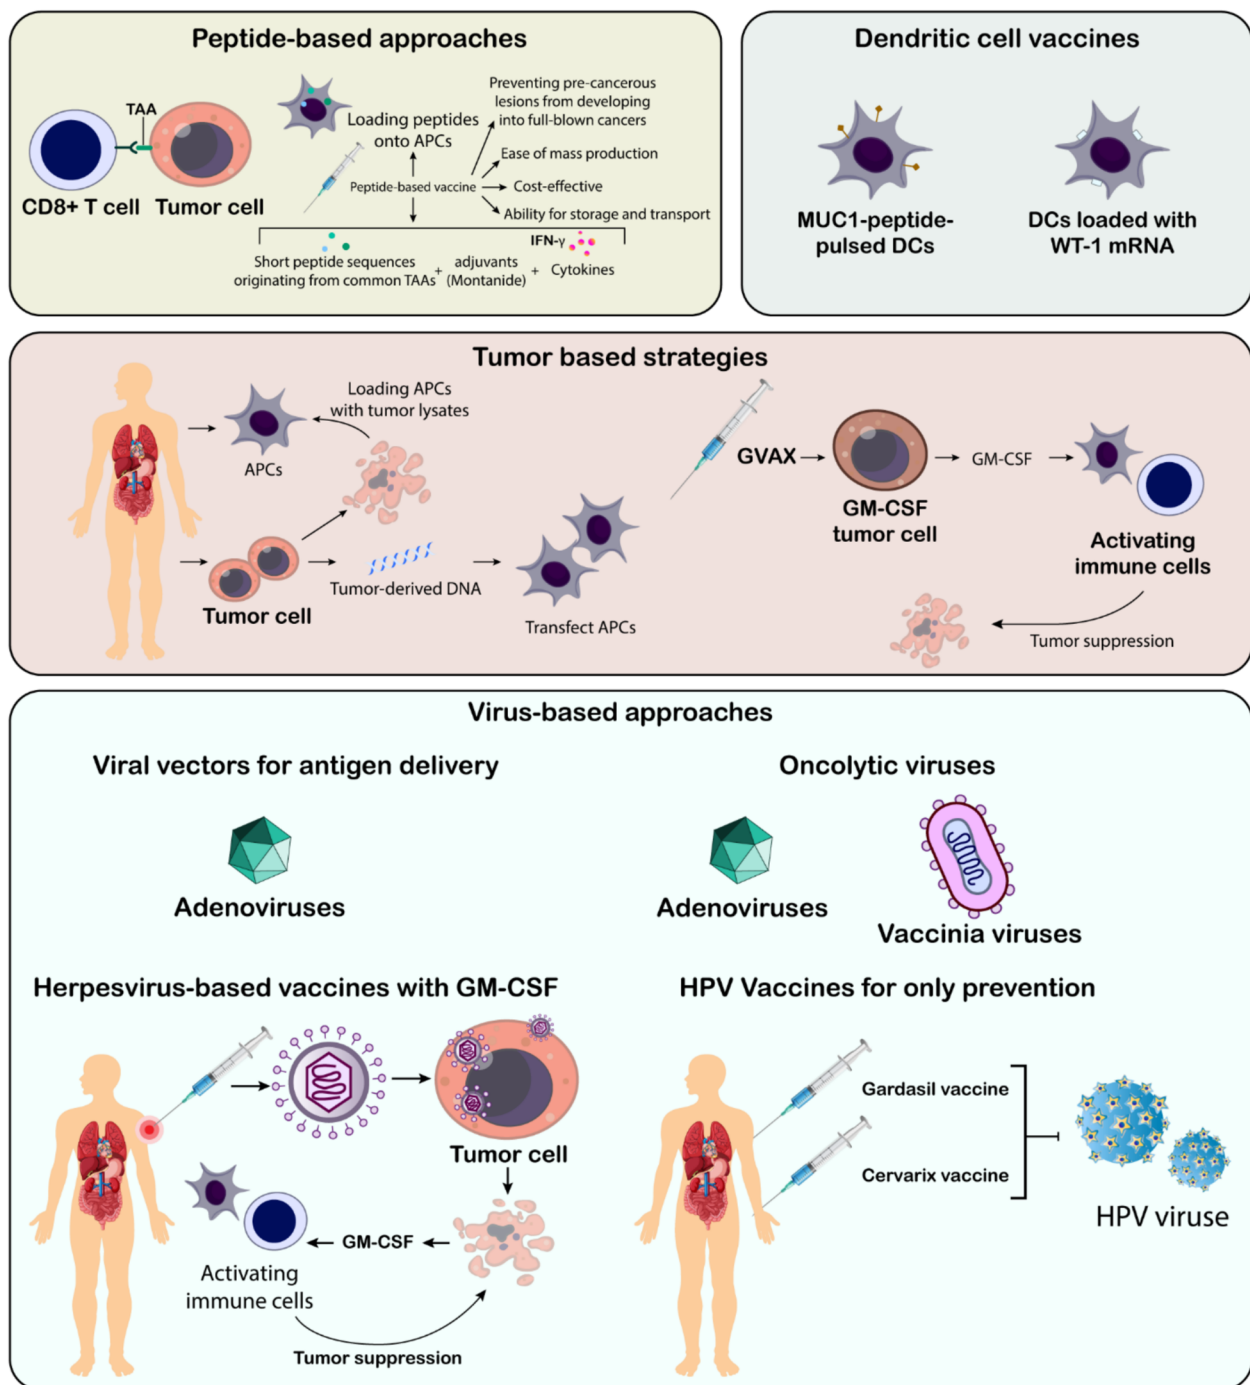 Peptide-based approaches
TAA
CD8+ T cell
Tumor cell
Loading peptides
onto APCs
Peptide-based vaccine
Preventing pre-cancerous
lesions from developing
into full-blown cancers
Ease of mass production
Cost-effective
Ability for storage and transport
IFN-γ
Short peptide sequences
originating from common TAAs
+
adjuvants
(Montanide)
+
Cytokines
Dendritic cell vaccines
MUC1-peptide-
pulsed DCs
DCs loaded with
WT-1 mRNA
Tumor based strategies
Loading APCs
with tumor lysates
APCs
Tumor cell
Tumor-derived DNA
Transfect APCs
GVAX
GM-CSF
tumor cell
GM-CSF
Activating
immune cells
Tumor suppression
Virus-based approaches
Viral vectors for antigen delivery
Adenoviruses
Oncolytic viruses
Adenoviruses
Vaccinia viruses
Herpesvirus-based vaccines with GM-CSF
Tumor cell
GM-CSF
Activating
immune cells
Tumor suppression
HPV Vaccines for only prevention
Gardasil vaccine
Cervarix vaccine
HPV viruse